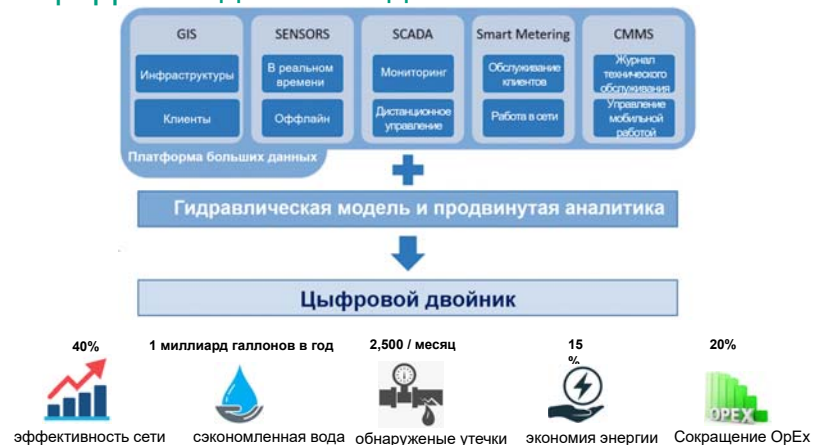 GIS
SENSORS
SCADA
Smart Metering
CMMS
Инфраструктуры
В реальном
времени
Мониторинг
Обслуживание
клиентов
Журнал
технического
обслуживания
Клиенты
Оффлайн
Дистанционное
управление
Работа в сети
Управление
мобильной
работой
Платформа больших данных
Гидравлическая модель и продвинутая аналитика
Цыфровой двойник
40%
1 миллиард галлонов в год
2,500 / месяц
15
%
20%
OPEX
эффективность сети
сэкономленная вода
обнаруженые утечки
экономия энергии
Сокращение OpEx